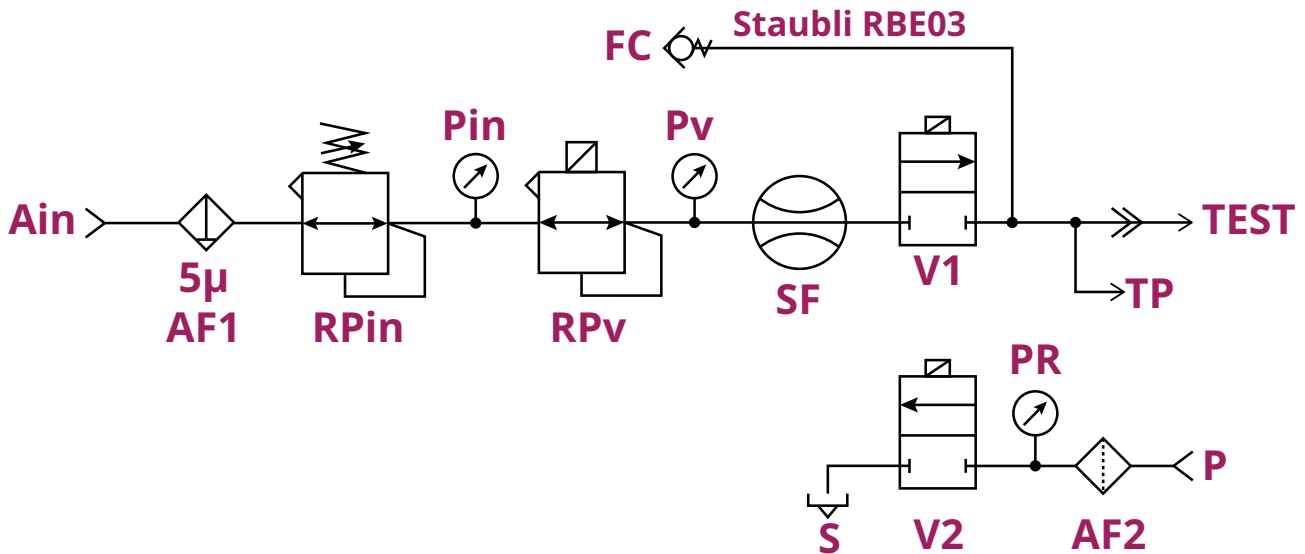 Staubli RBE03
FC
Pin
Pv
Ain
TEST
5µ
AF1
RPin
RPv
SF
V1
TP
PR
P
S
V2
AF2